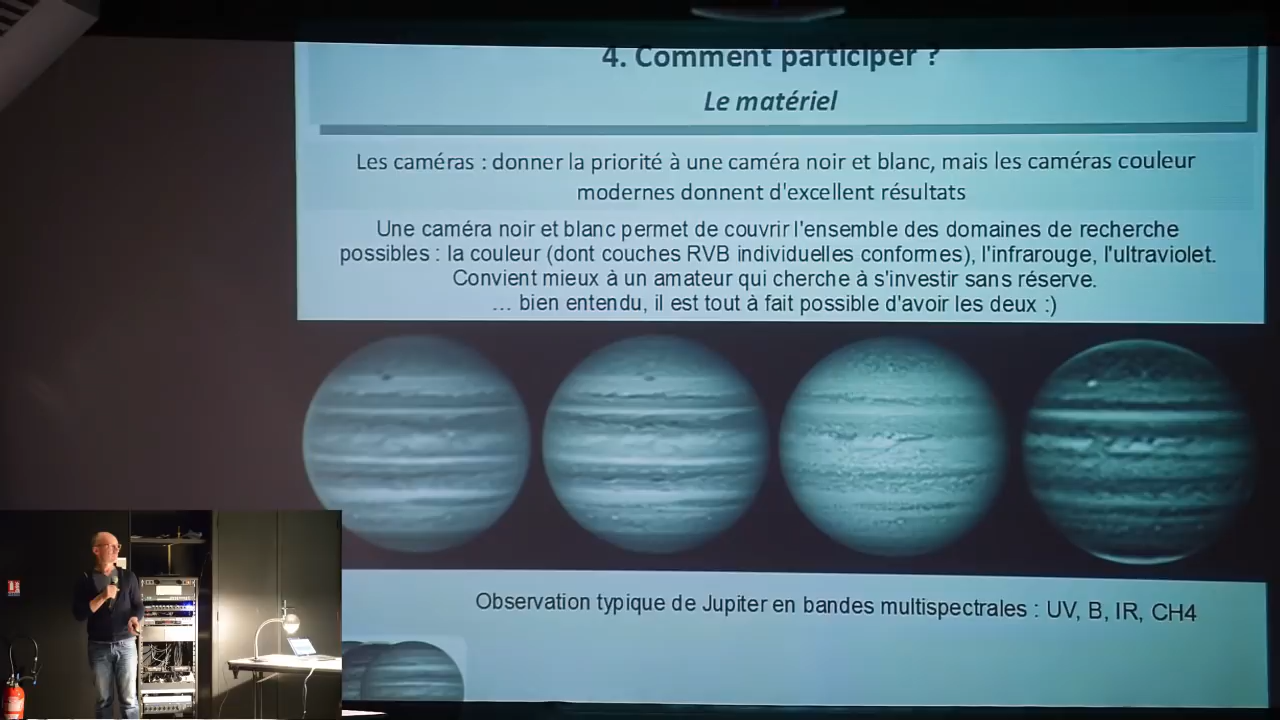 4. Comment participer ?
Le matériel
Les caméras : donner la priorité à une caméra noir et blanc, mais les caméras couleur
modernes donnent d'excellent résultats
Une caméra noir et blanc permet de couvrir l'ensemble des domaines de recherche
possibles : la couleur (dont couches RVB individuelles conformes), l'infrarouge, l'ultraviolet.
Convient mieux à un amateur qui cherche à s'investir sans réserve.
... bien entendu, il est tout à fait possible d'avoir les deux :)
Observation typique de Jupiter en bandes multispectrales : UV, B, IR, CH4